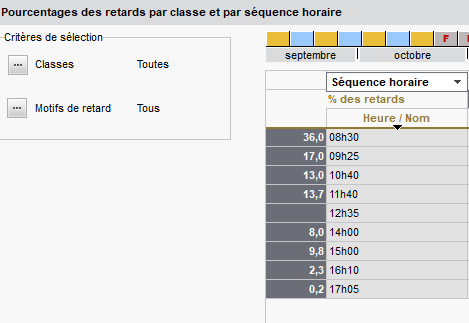 Pourcentages des retards par classe et par séquence horaire
Critères de sélection
... Classes Toutes
... Motifs de retard Tous
F
septembre octobre
Séquence horaire
% des retards
Heure / Nom
36,0 08h30
17,0 09h25
13,0 10h40
13,7 11h40
12h35
8,0 14h00
9,8 15h00
2,3 16h10
0,2 17h05